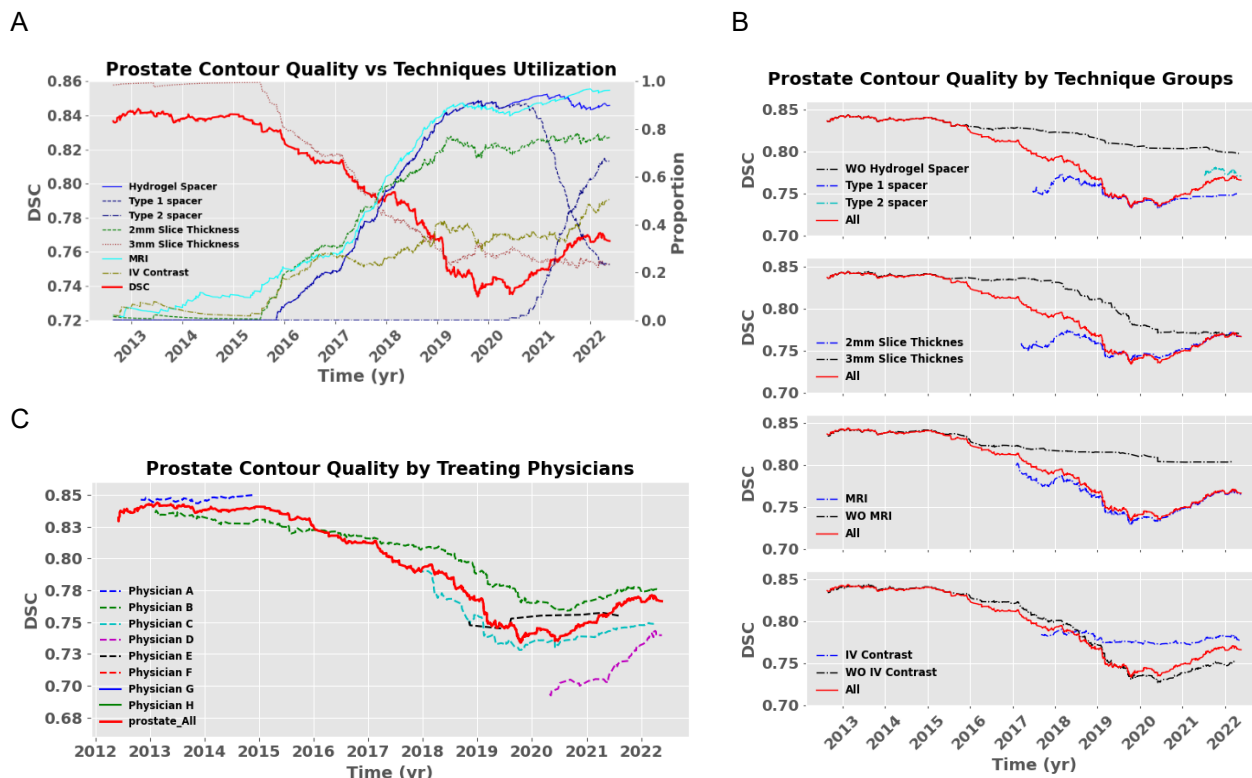 A
Prostate Contour Quality vs Techniques Utilization
0.86
0.84
0.82
0.80
0.78
0.76
0.74
0.72
DSC
1.0
0.8
0.6
0.4
0.2
0.0
Proportion
Hydrogel Spacer
Type 1 spacer
Type 2 spacer
2mm Slice Thickness
3mm Slice Thickness
MRI
IV Contrast
DSC
2013 2014 2015 2016 2017 2018 2019 2020 2021 2022
Time (yr)
B
Prostate Contour Quality by Technique Groups
0.85
0.80
0.75
0.70
DSC
WO Hydrogel Spacer
Type 1 spacer
Type 2 spacer
All
0.85
0.80
0.75
0.70
DSC
2mm Slice Thicknes
3mm Slice Thicknes
All
0.85
0.80
0.75
0.70
DSC
MRI
WO MRI
All
0.85
0.80
0.75
0.70
DSC
IV Contrast
WO IV Contrast
All
2013 2014 2015 2016 2017 2018 2019 2020 2021 2022
Time (yr)
C
Prostate Contour Quality by Treating Physicians
0.85
0.83
0.80
0.78
0.75
0.73
0.70
0.68
DSC
Physician A
Physician B
Physician C
Physician D
Physician E
Physician F
Physician G
Physician H
prostate_All
2012 2013 2014 2015 2016 2017 2018 2019 2020 2021 2022
Time (yr)